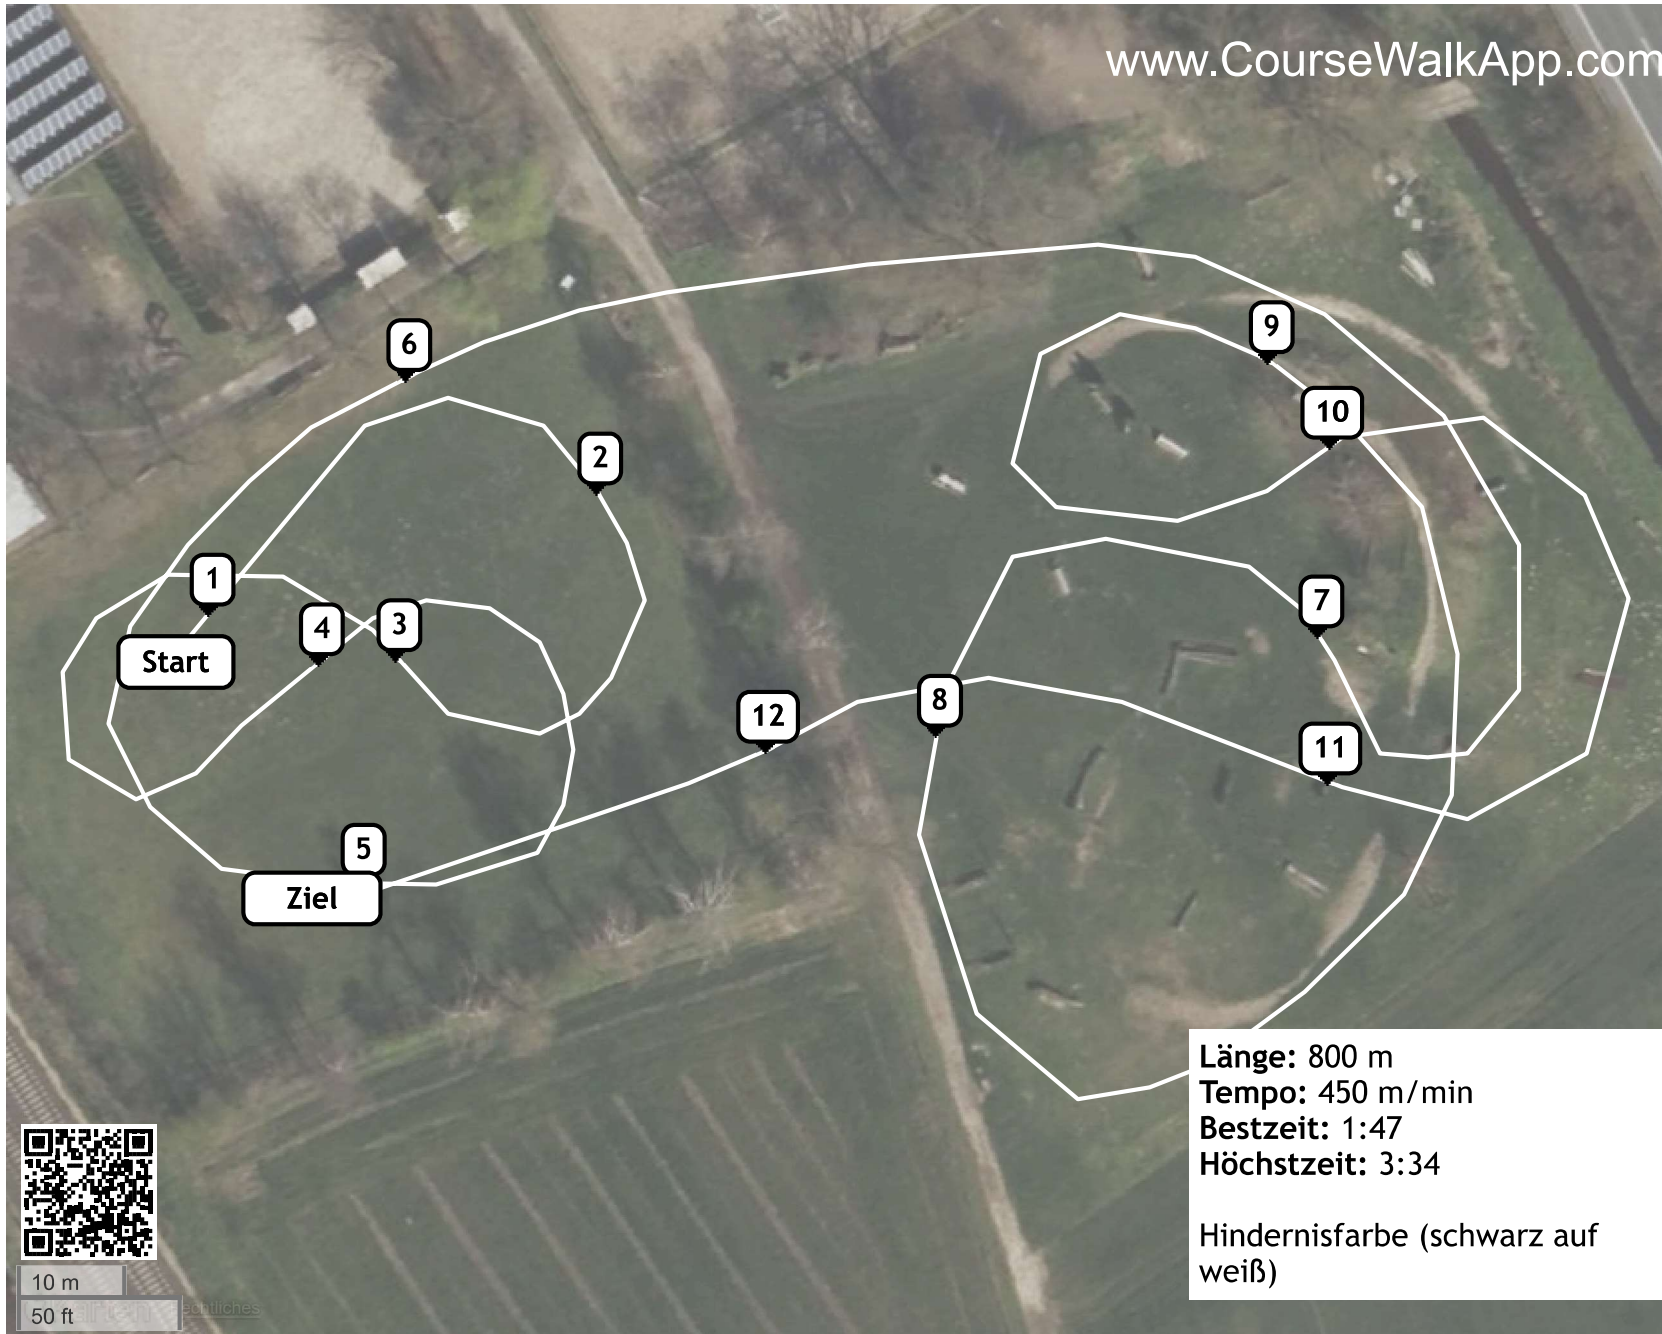 www.CourseWalkApp.com
9
6
10
2
1
7
3
4
Start
8
12
11
5
Ziel
Länge: 800 m
Tempo: 450 m/min
Bestzeit: 1:47
Höchstzeit: 3:34
Hindernisfarbe (schwarz auf
weiß)
10 m
50 ft